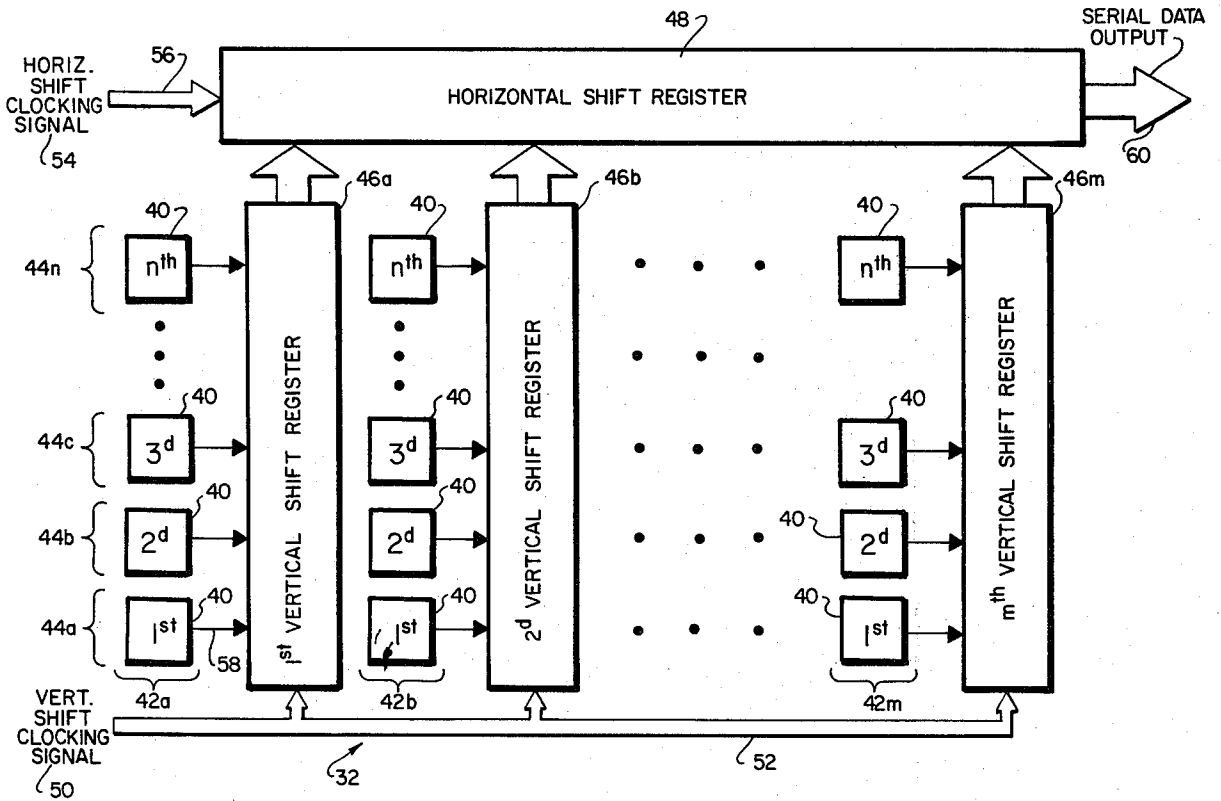 48
SERIAL DATA
OUTPUT
HORIZ.
SHIFT
CLOCKING
SIGNAL
54
56
HORIZONTAL SHIFT REGISTER
60
46a
46b
46m
44n
40
nth
40
nth
40
nth
44c
40
3d
40
3d
40
3d
44b
40
2d
40
2d
40
2d
44a
40
1st
58
40
1st
40
1st
1st VERTICAL SHIFT REGISTER
2d VERTICAL SHIFT REGISTER
mth VERTICAL SHIFT REGISTER
42a
42b
42m
VERT.
SHIFT
CLOCKING
SIGNAL
50
32
52